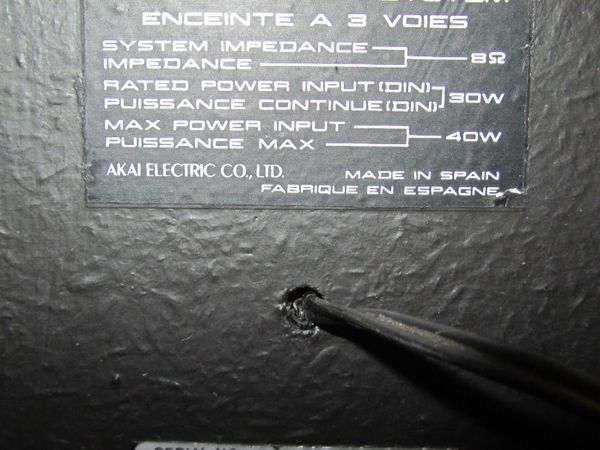 SYSTEM
ENCEINTE A 3 VOIES
SYSTEM IMPEDANCE
IMPEDANCE
8Ω
RATED POWER INPUT(DIN)
PUISSANCE CONTINUE(DIN)
30W
MAX POWER INPUT
PUISSANCE MAX
40W
AKAI ELECTRIC CO., LTD.
MADE IN SPAIN
FABRIQUE EN ESPAGNE